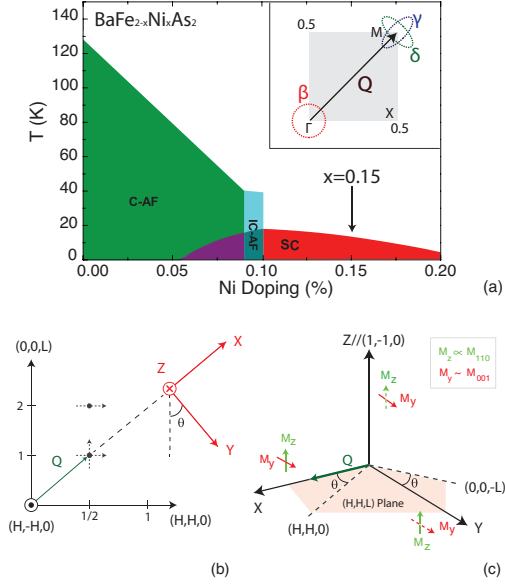 BaFe2-xNixAs2
T (K)
140
120
100
80
60
40
20
0
C-AF
IC-AF
SC
x=0.15
0.00
0.05
0.10
0.15
0.20
Ni Doping (%)
0.5
M
γ
δ
Q
β
Γ
X
0.5
(a)
(0,0,L)
2
1
Q
(H,-H,0)
1/2
1
(H,H,0)
X
Z
Y
θ
(b)
Z//(1,-1,0)
Mz ∝ M110
My ~ M001
Mz
My
Mz
My
Q
θ
θ
(0,0,-L)
X
(H,H,L) Plane
(H,H,0)
Y
My
Mz
(c)